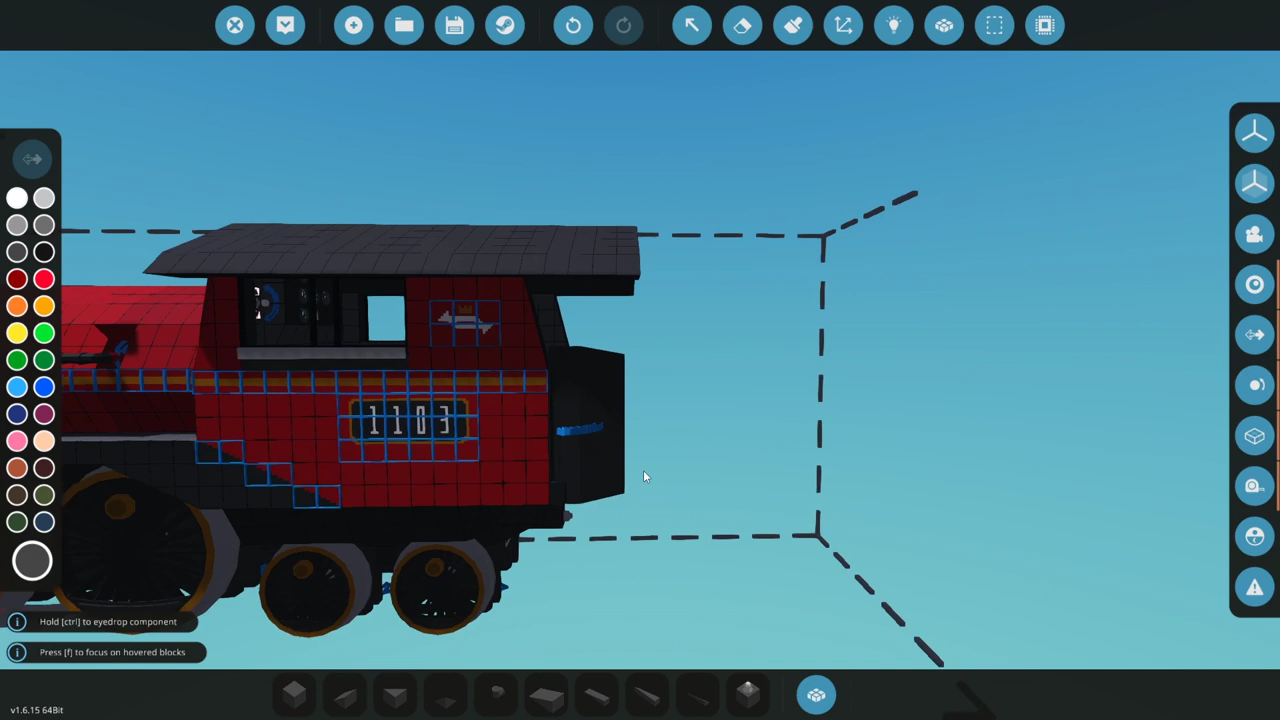 1103
Hold [ctrl] to eyedrop component
Press [f] to focus on hovered blocks
v1.6.15 64Bit